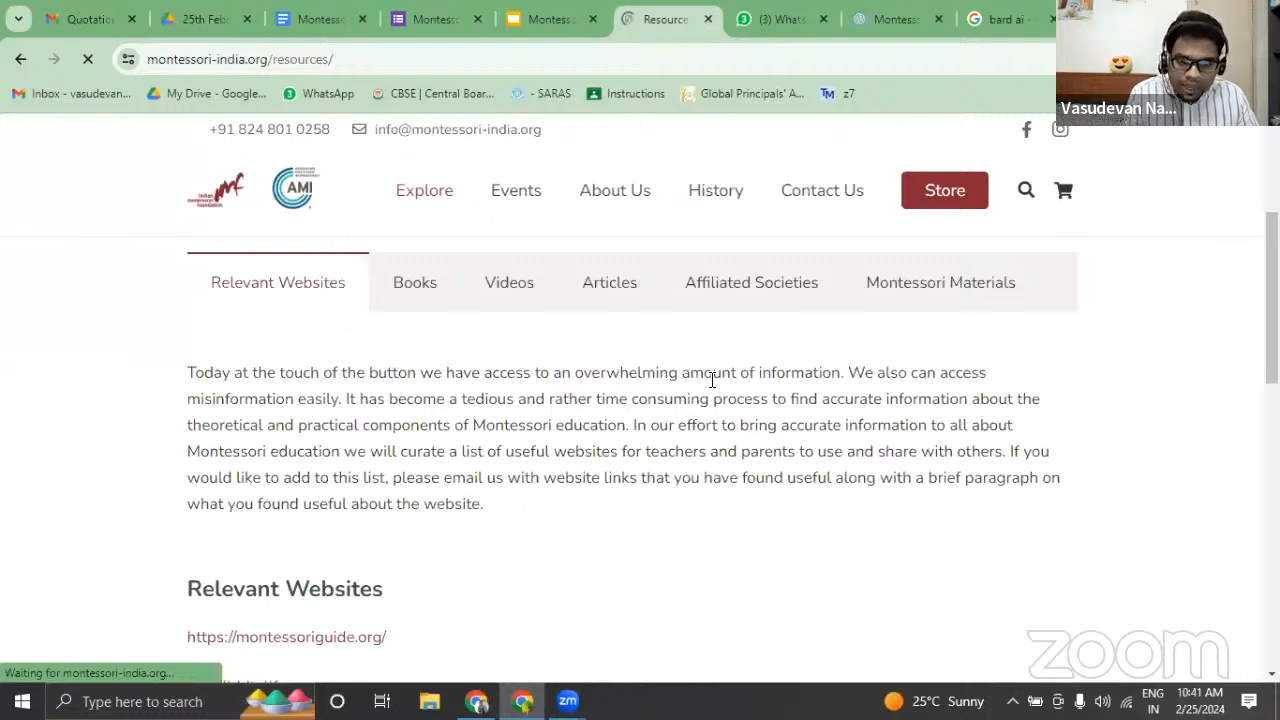 Quotatio
25th Feb
Montess
Montess
Montess
Resource
(3) Whats
Montess
bard ai -
montessori-india.org/resources/
Inbox - vasudevan...
My Drive - Google...
WhatsApp
CBSE | Central Boar...
- SARAS
Instructions
Global Principals' A...
z7
Vasudevan Na...
+91 824 801 0258
info@montessori-india.org
AMI
Explore
Events
About Us
History
Contact Us
Store
Relevant Websites
Books
Videos
Articles
Affiliated Societies
Montessori Materials
Today at the touch of the button we have access to an overwhelming amount of information. We also can access
misinformation easily. It has become a tedious and rather time consuming process to find accurate information about the
theoretical and practical components of Montessori education. In our effort to bring accurate information to all about
Montessori education we will curate a list of useful websites for teachers and parents to use and share with others. If you
would like to add to this list, please email us with website links that you have found useful along with a brief paragraph on
what you found useful about the website.
Relevant Websites
https://montessoriguide.org/
zoom
Waiting for montessori-india.org...
Type here to search
25°C Sunny
ENG
IN
10:41 AM
2/25/2024